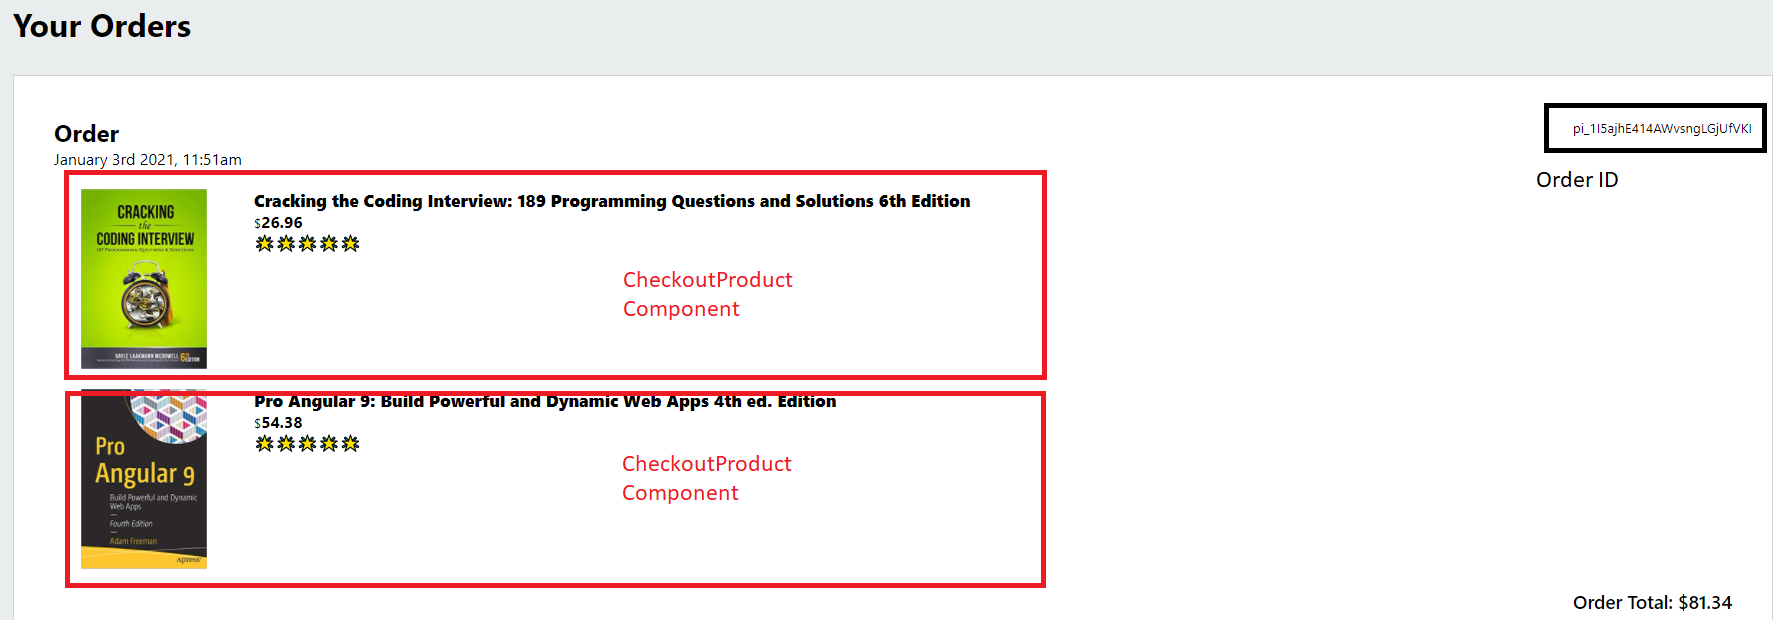 Your Orders
Order
pi_1I5ajhE414AWvsngLGjUfVKI
January 3rd 2021, 11:51am
Order ID
Cracking the Coding Interview: 189 Programming Questions and Solutions 6th Edition
$26.96
CRACKING
the
CODING INTERVIEW
189 PROGRAMMING QUESTIONS & SOLUTIONS
CheckoutProduct
Component
GAYLE LAAKMANN MCDOWELL
6TH
EDITION
Pro Angular 9: Build Powerful and Dynamic Web Apps 4th ed. Edition
$54.38
Pro
Angular 9
Build Powerful and Dynamic
Web Apps
Fourth Edition
Adam Freeman
Apress
CheckoutProduct
Component
Order Total: $81.34